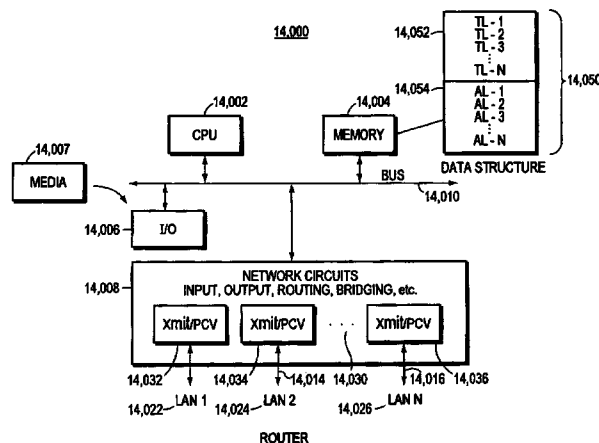 14,000
14,052
TL - 1
TL - 2
TL - 3
TL - N
14,050
14,054
AL - 1
AL - 2
AL - 3
AL - N
DATA STRUCTURE
14,002
CPU
14,004
MEMORY
14,007
MEDIA
BUS
14,010
14,006
I/O
14,008
NETWORK CIRCUITS
INPUT, OUTPUT, ROUTING, BRIDGING, etc.
Xmit/PCV
Xmit/PCV
. . .
Xmit/PCV
14,032
14,034
14,014
14,030
14,016
14,036
14,022
LAN 1
14,024
LAN 2
14,026
LAN N
ROUTER